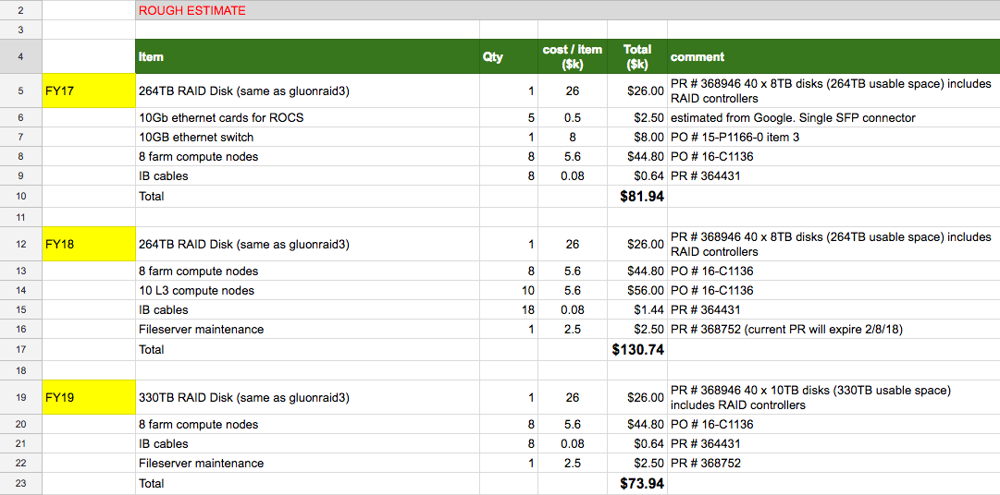 2 ROUGH ESTIMATE
3
4 Item Qty cost / item ($k) Total ($k) comment
5 FY17 264TB RAID Disk (same as gluonraid3) 1 26 $26.00 PR # 368946 40 x 8TB disks (264TB usable space) includes RAID controllers
6 10Gb ethernet cards for ROCS 5 0.5 $2.50 estimated from Google. Single SFP connector
7 10GB ethernet switch 1 8 $8.00 PO # 15-P1166-0 item 3
8 8 farm compute nodes 8 5.6 $44.80 PO # 16-C1136
9 IB cables 8 0.08 $0.64 PR # 364431
10 Total $81.94
11
12 FY18 264TB RAID Disk (same as gluonraid3) 1 26 $26.00 PR # 368946 40 x 8TB disks (264TB usable space) includes RAID controllers
13 8 farm compute nodes 8 5.6 $44.80 PO # 16-C1136
14 10 L3 compute nodes 10 5.6 $56.00 PO # 16-C1136
15 IB cables 18 0.08 $1.44 PR # 364431
16 Fileserver maintenance 1 2.5 $2.50 PR # 368752 (current PR will expire 2/8/18)
17 Total $130.74
18
19 FY19 330TB RAID Disk (same as gluonraid3) 1 26 $26.00 PR # 368946 40 x 10TB disks (330TB usable space) includes RAID controllers
20 8 farm compute nodes 8 5.6 $44.80 PO # 16-C1136
21 IB cables 8 0.08 $0.64 PR # 364431
22 Fileserver maintenance 1 2.5 $2.50 PR # 368752
23 Total $73.94